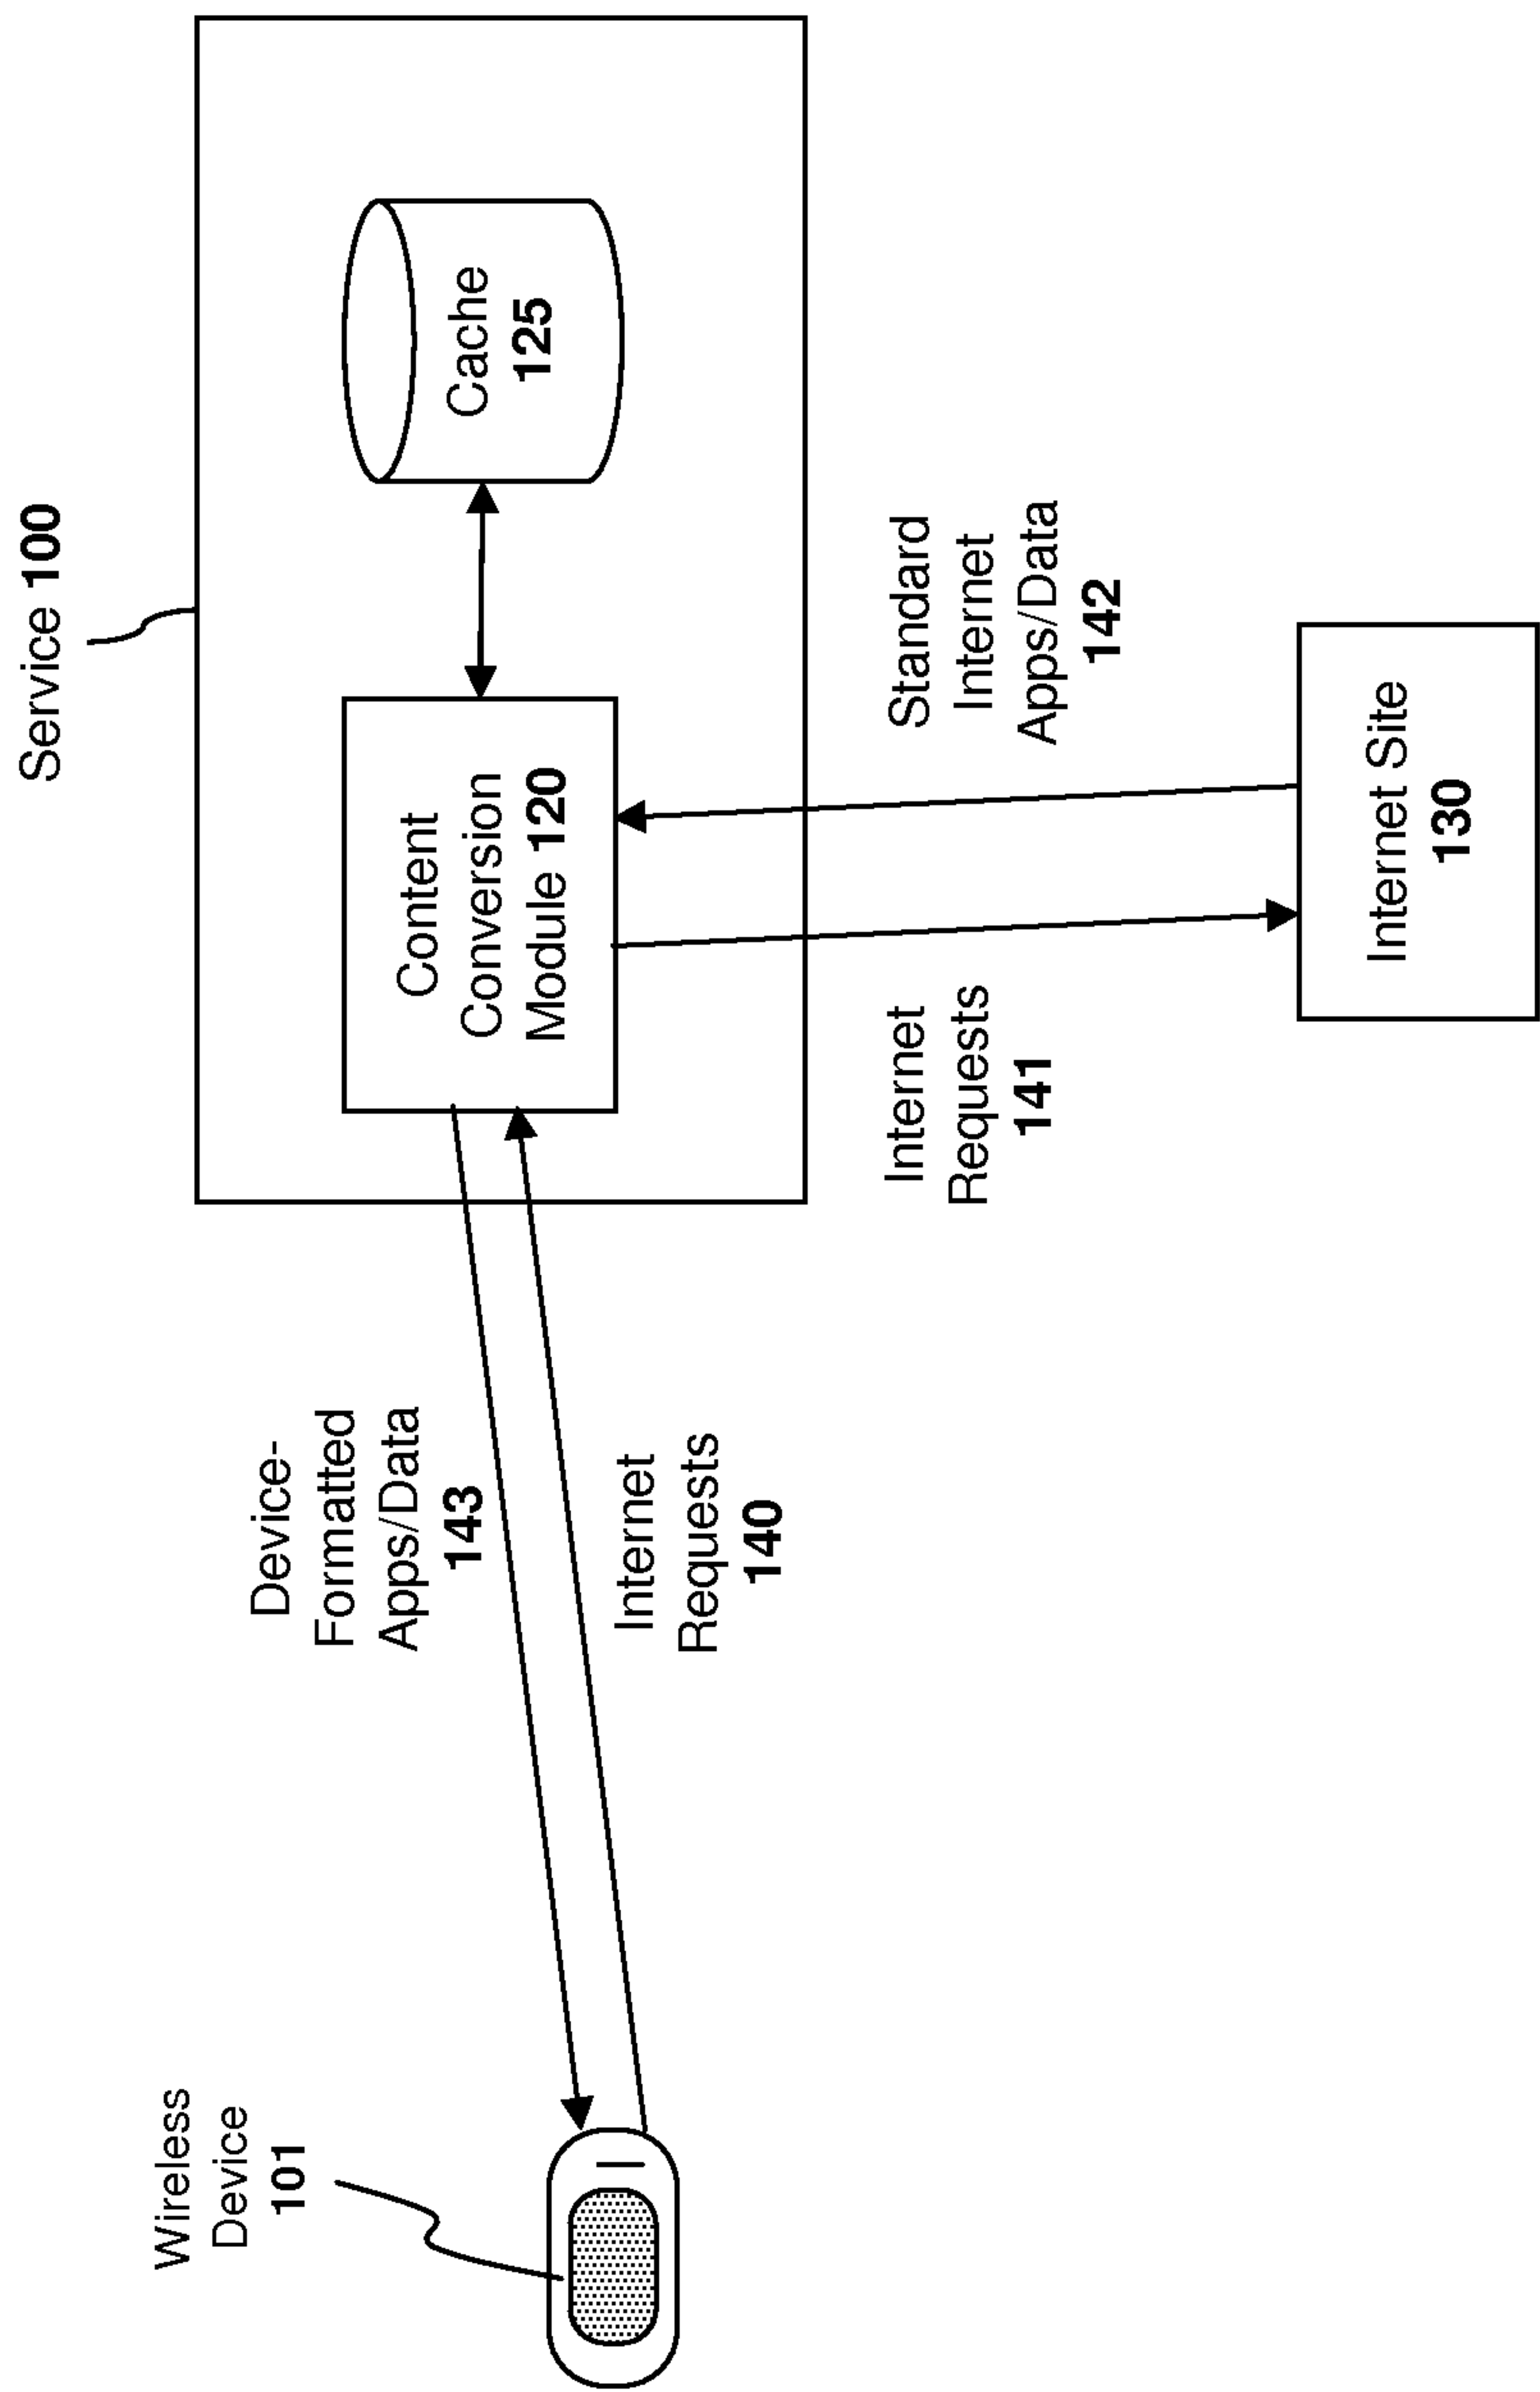 Service 100
Wireless
Device
101
Device-
Formatted
Apps/Data
143
Internet
Requests
140
Content
Conversion
Module 120
Cache
125
Internet
Requests
141
Standard
Internet
Apps/Data
142
Internet Site
130